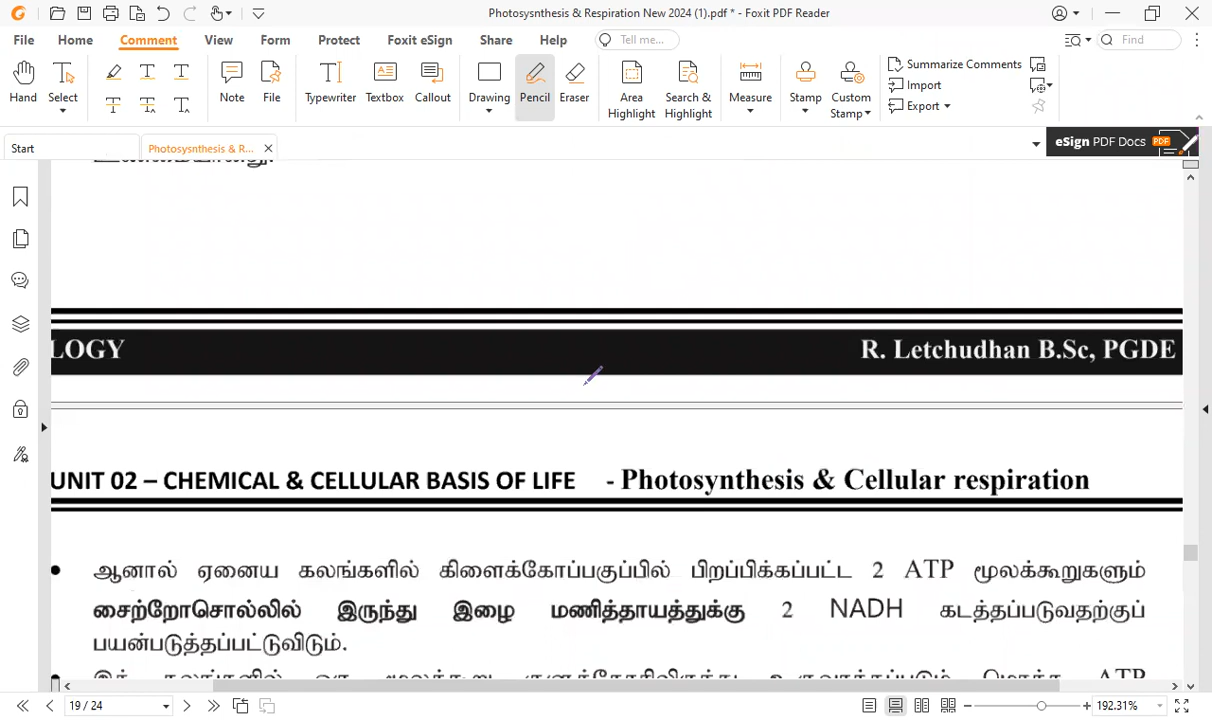 Photosysnthesis & Respiration New 2024 (1).pdf * - Foxit PDF Reader
File Home Comment View Form Protect Foxit eSign Share Help Tell me... Find
Hand Select Note File Typewriter Textbox Callout Drawing Pencil Eraser Area Highlight Search & Highlight Measure Stamp Custom Stamp Summarize Comments Import Export
Start Photosysnthesis & R... eSign PDF Docs PDF
LOGY R. Letchudhan B.Sc, PGDE
UNIT 02 – CHEMICAL & CELLULAR BASIS OF LIFE - Photosynthesis & Cellular respiration
• ஆனால் ஏனைய கலங்களில் கிளைக்கோப்பகுப்பில் பிறப்பிக்கப்பட்ட 2 ATP மூலக்கூறுகளும்
சைற்றோசொல்லில் இருந்து இழை மணித்தாயத்துக்கு 2 NADH கடத்தப்படுவதற்குப்
பயன்படுத்தப்பட்டுவிடும்.
19 / 24 192.31%